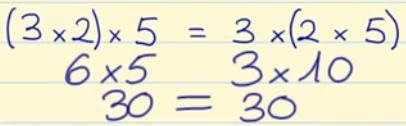 (3 × 2) × 5 = 3 × (2 × 5)
6 × 5 3 × 10
30 = 30